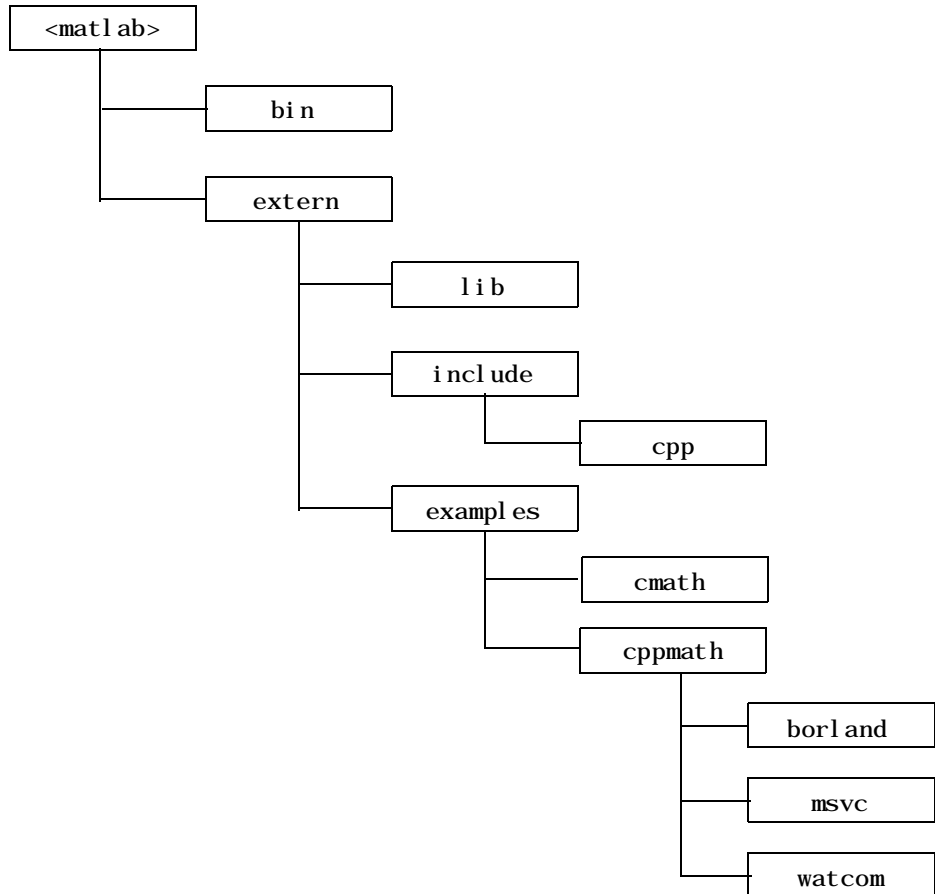 <matlab>
bin
extern
lib
include
cpp
examples
cmath
cppmath
borland
msvc
watcom